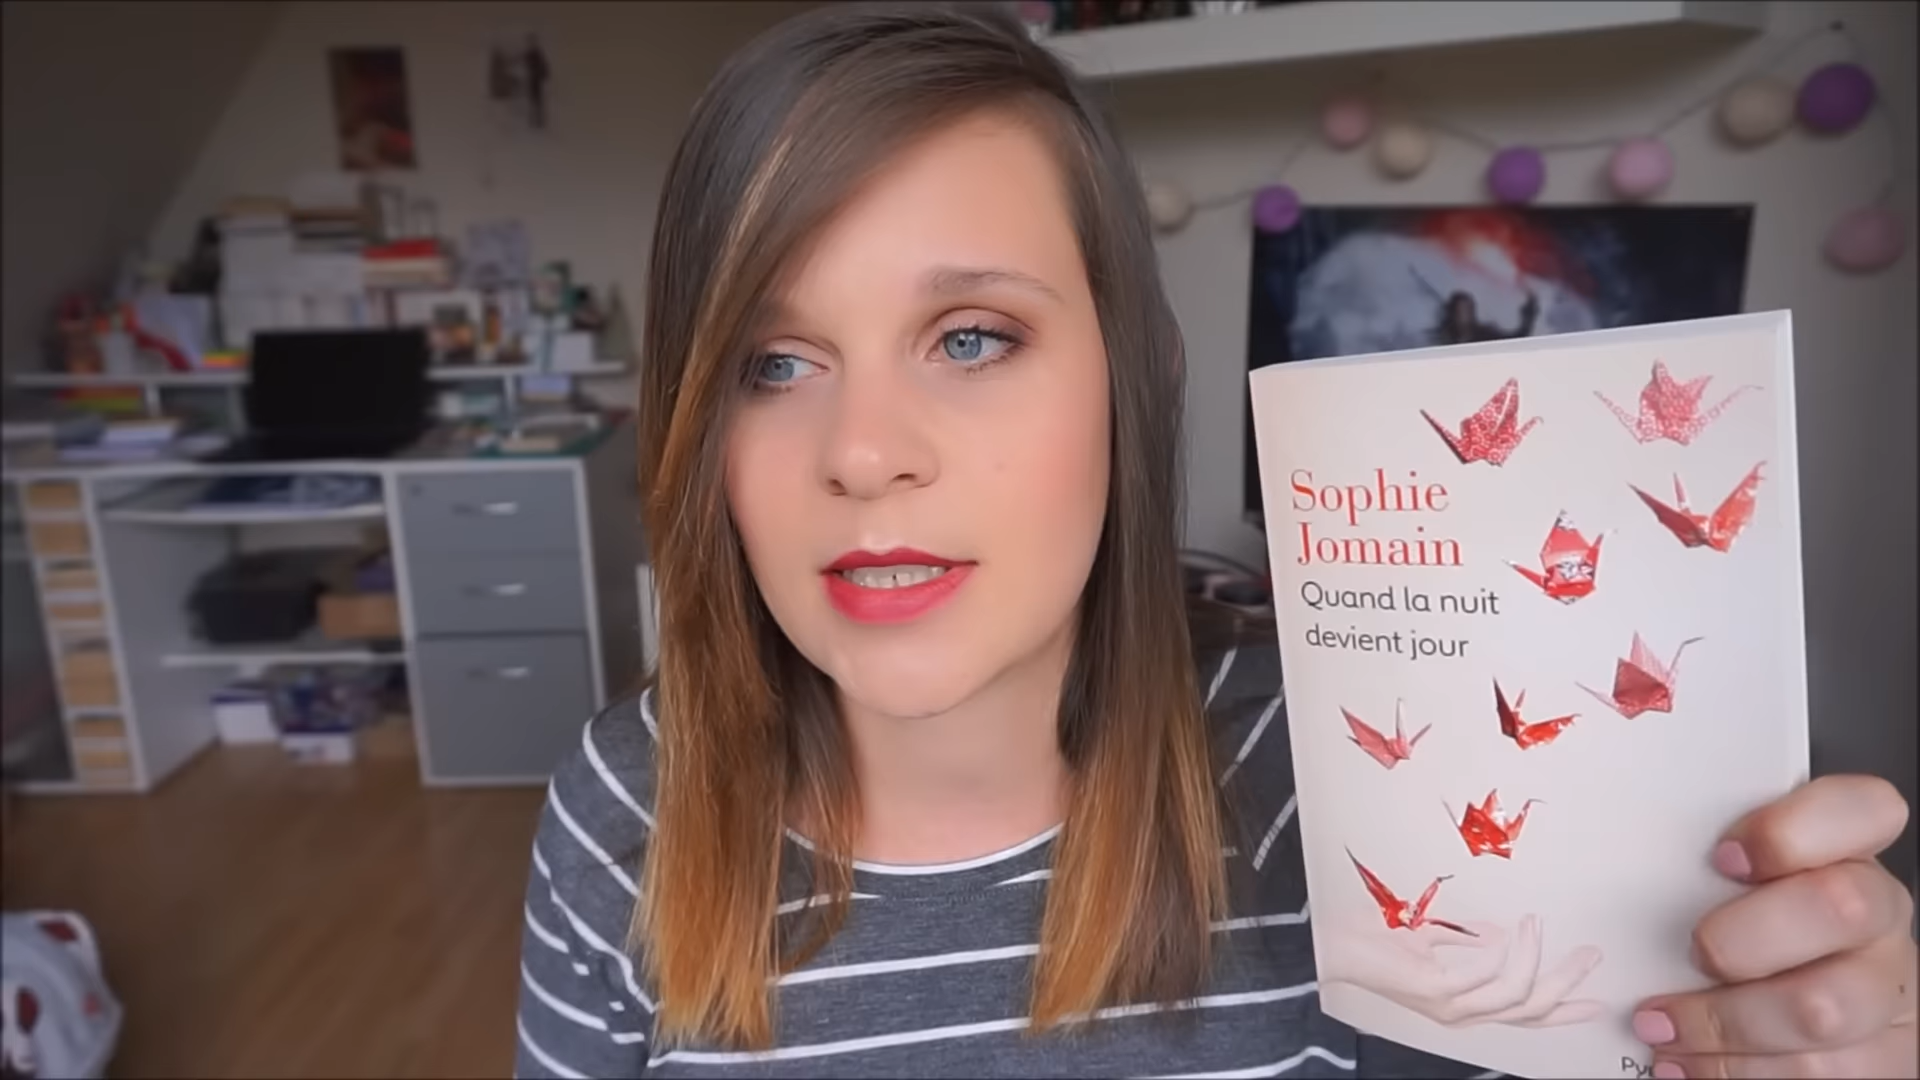 Sophie
Jomain
Quand la nuit
devient jour